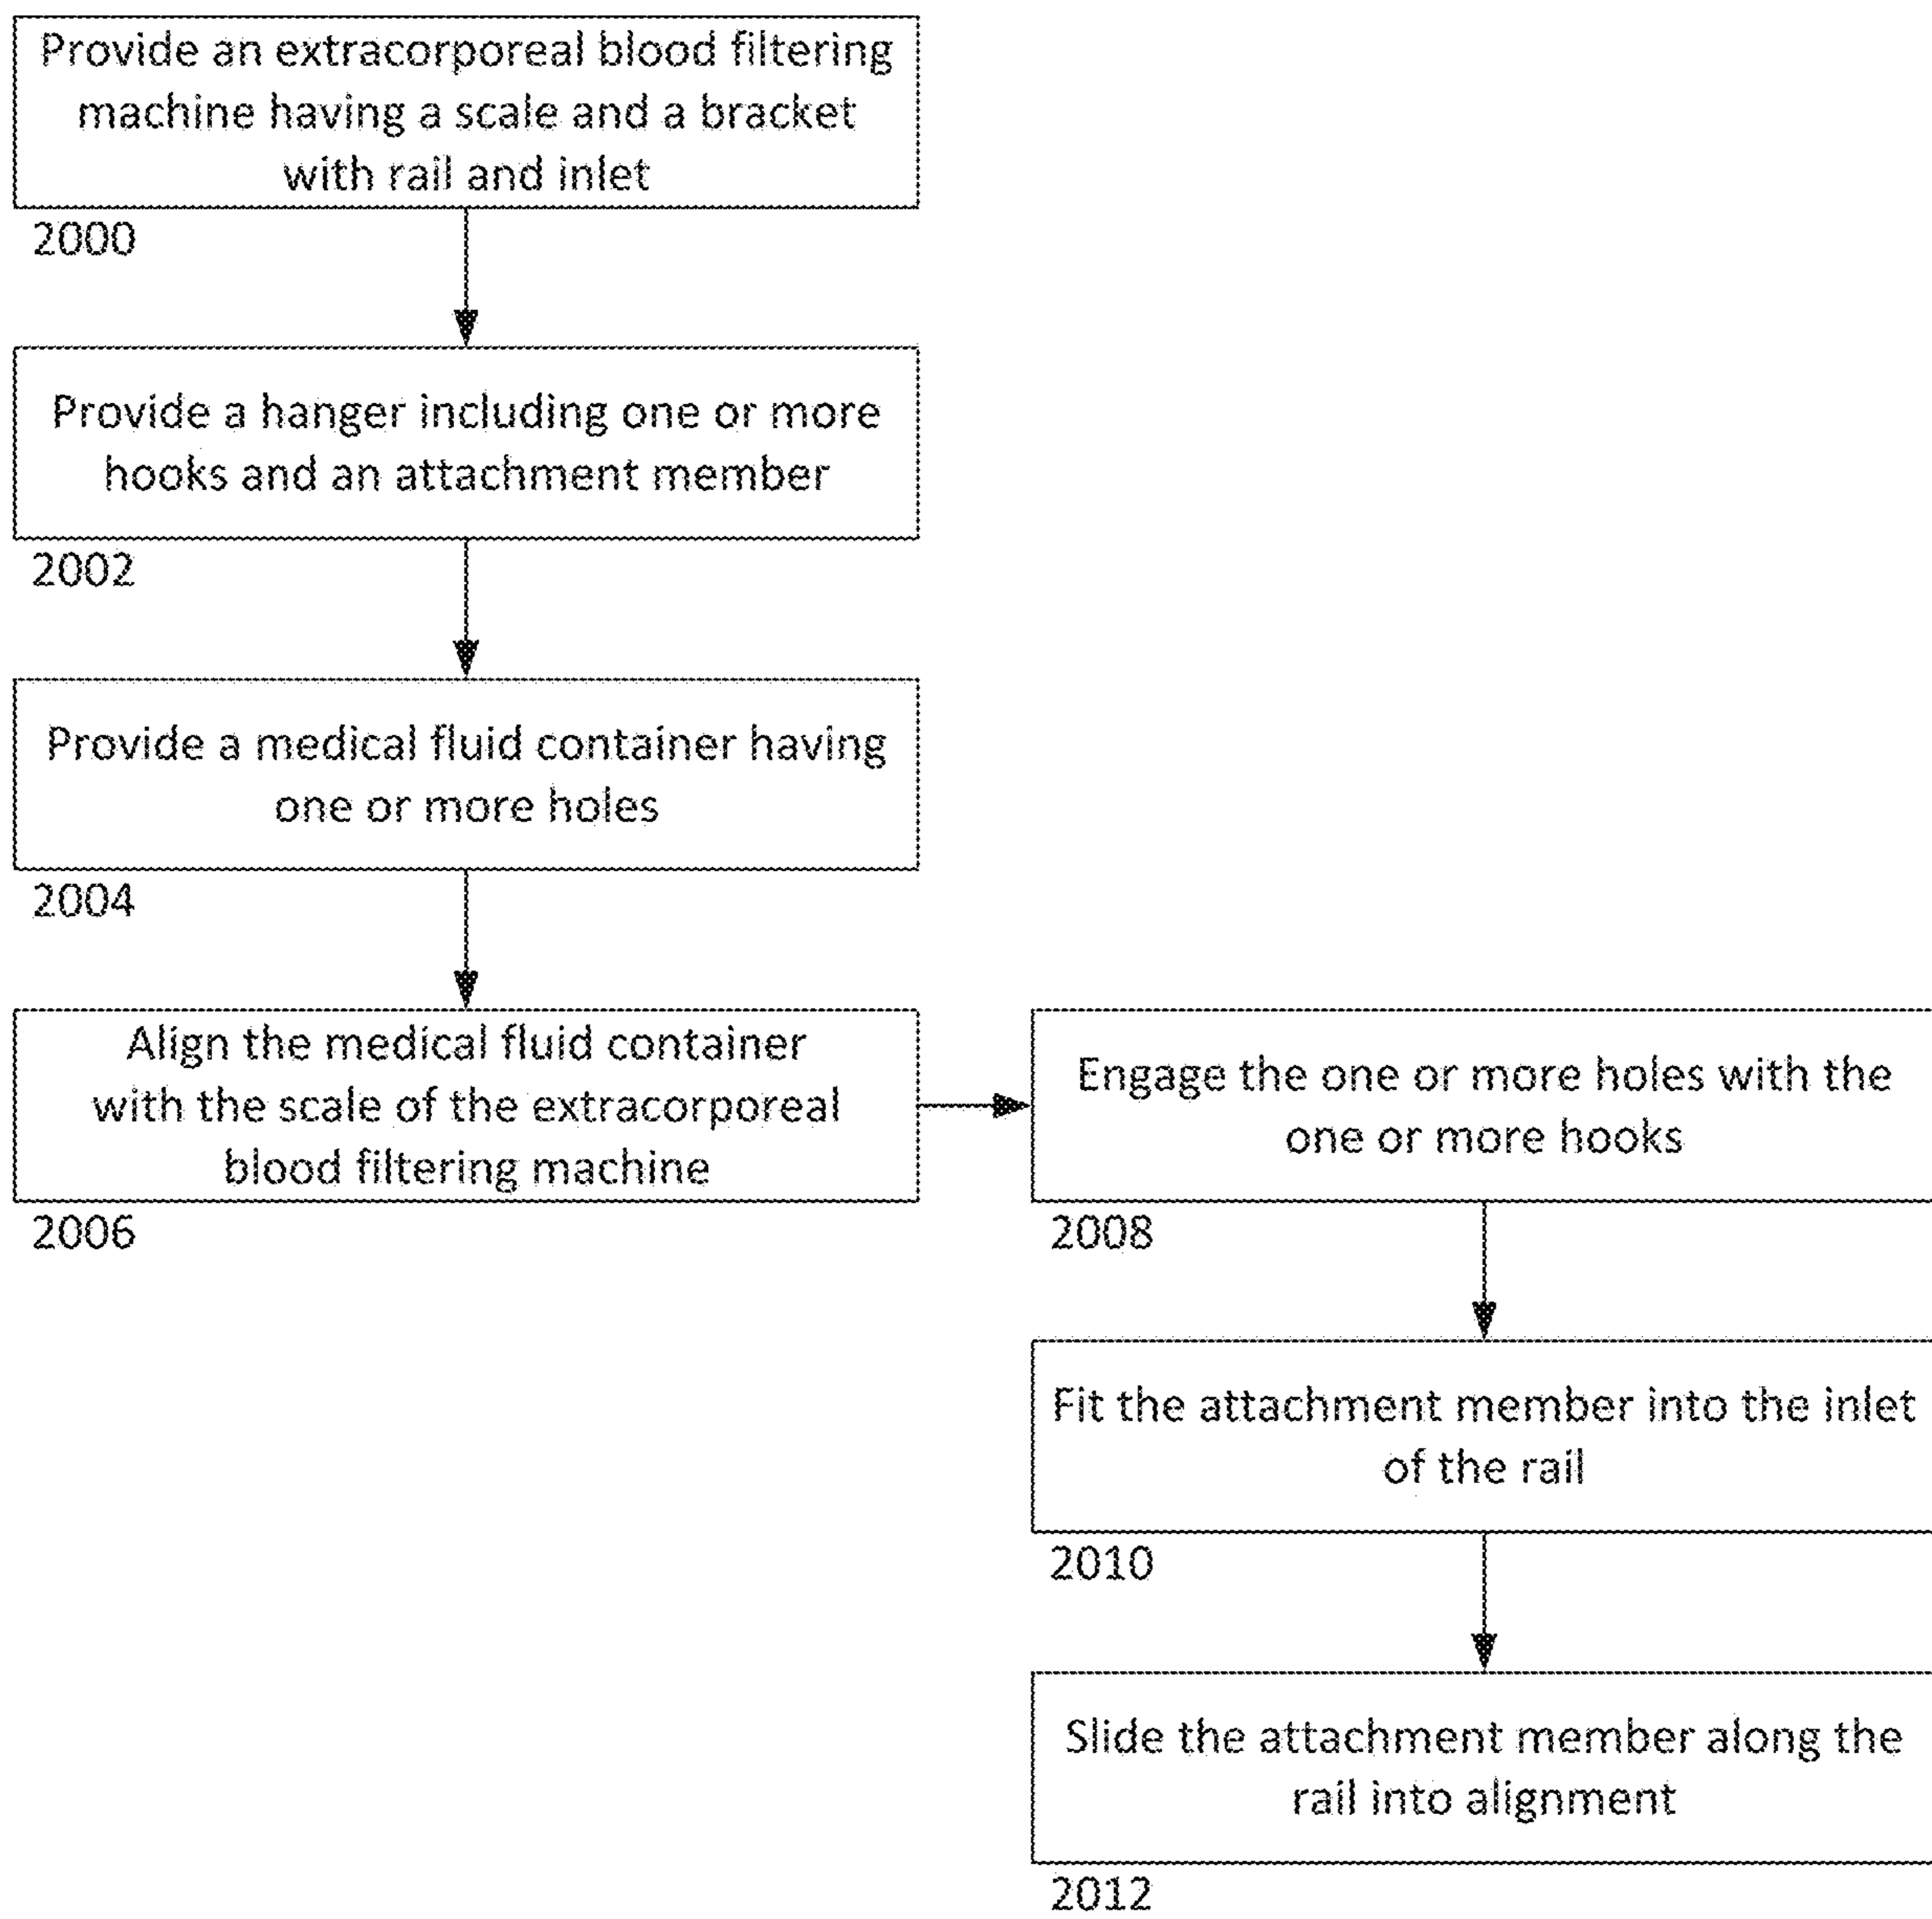 Provide an extracorporeal blood filtering
machine having a scale and a bracket
with rail and inlet
2000
Provide a hanger including one or more
hooks and an attachment member
2002
Provide a medical fluid container having
one or more holes
2004
Align the medical fluid container
with the scale of the extracorporeal
blood filtering machine
2006
Engage the one or more holes with the
one or more hooks
2008
Fit the attachment member into the inlet
of the rail
2010
Slide the attachment member along the
rail into alignment
2012